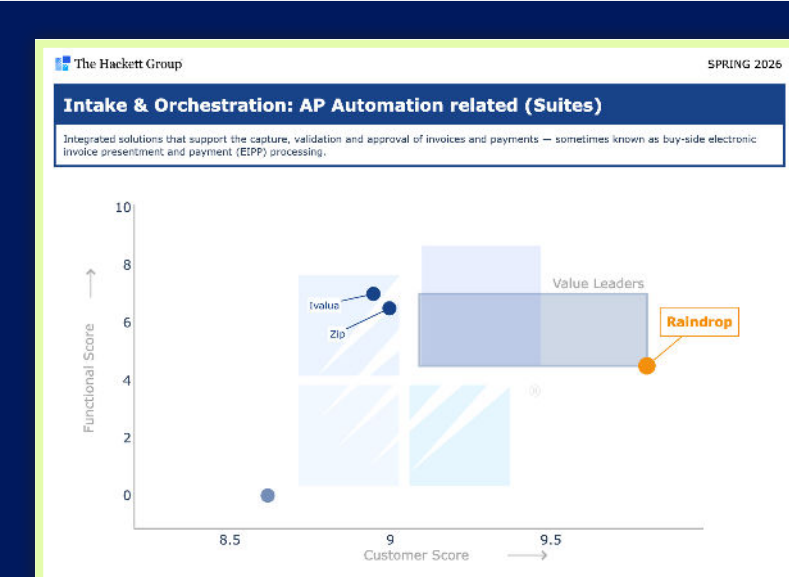 The Hackett Group
SPRING 2026
Intake & Orchestration: AP Automation related (Suites)
Integrated solutions that support the capture, validation and approval of invoices and payments — sometimes known as buy-side electronic
invoice presentment and payment (EIPP) processing.
10
8
6
4
2
0
Functional Score
Value Leaders
Ivalua
Zip
Raindrop
®
8.5
9
9.5
Customer Score